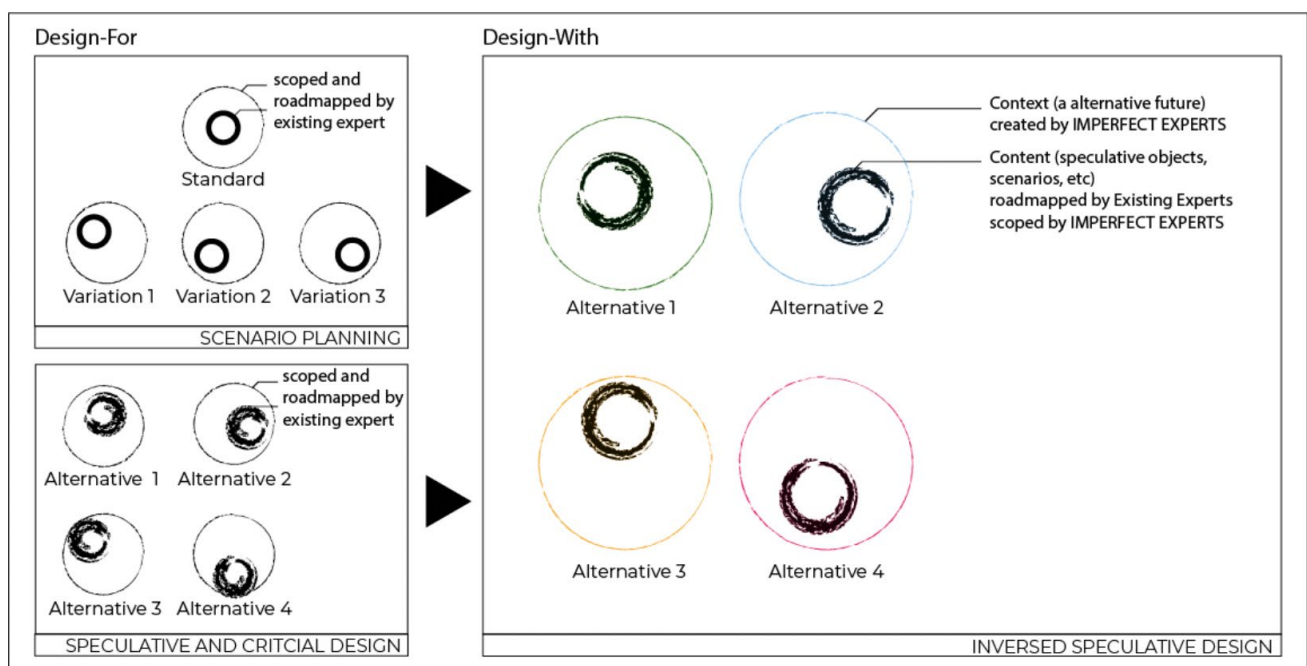 Design-For
scoped and
roadmapped by
existing expert
Standard
Variation 1
Variation 2
Variation 3
SCENARIO PLANNING
scoped and
roadmapped by
existing expert
Alternative 1
Alternative 2
Alternative 3
Alternative 4
SPECULATIVE AND CRITCIAL DESIGN
Design-With
Context (a alternative future)
created by IMPERFECT EXPERTS
Content (speculative objects,
scenarios, etc)
roadmapped by Existing Experts
scoped by IMPERFECT EXPERTS
Alternative 1
Alternative 2
Alternative 3
Alternative 4
INVERSED SPECULATIVE DESIGN